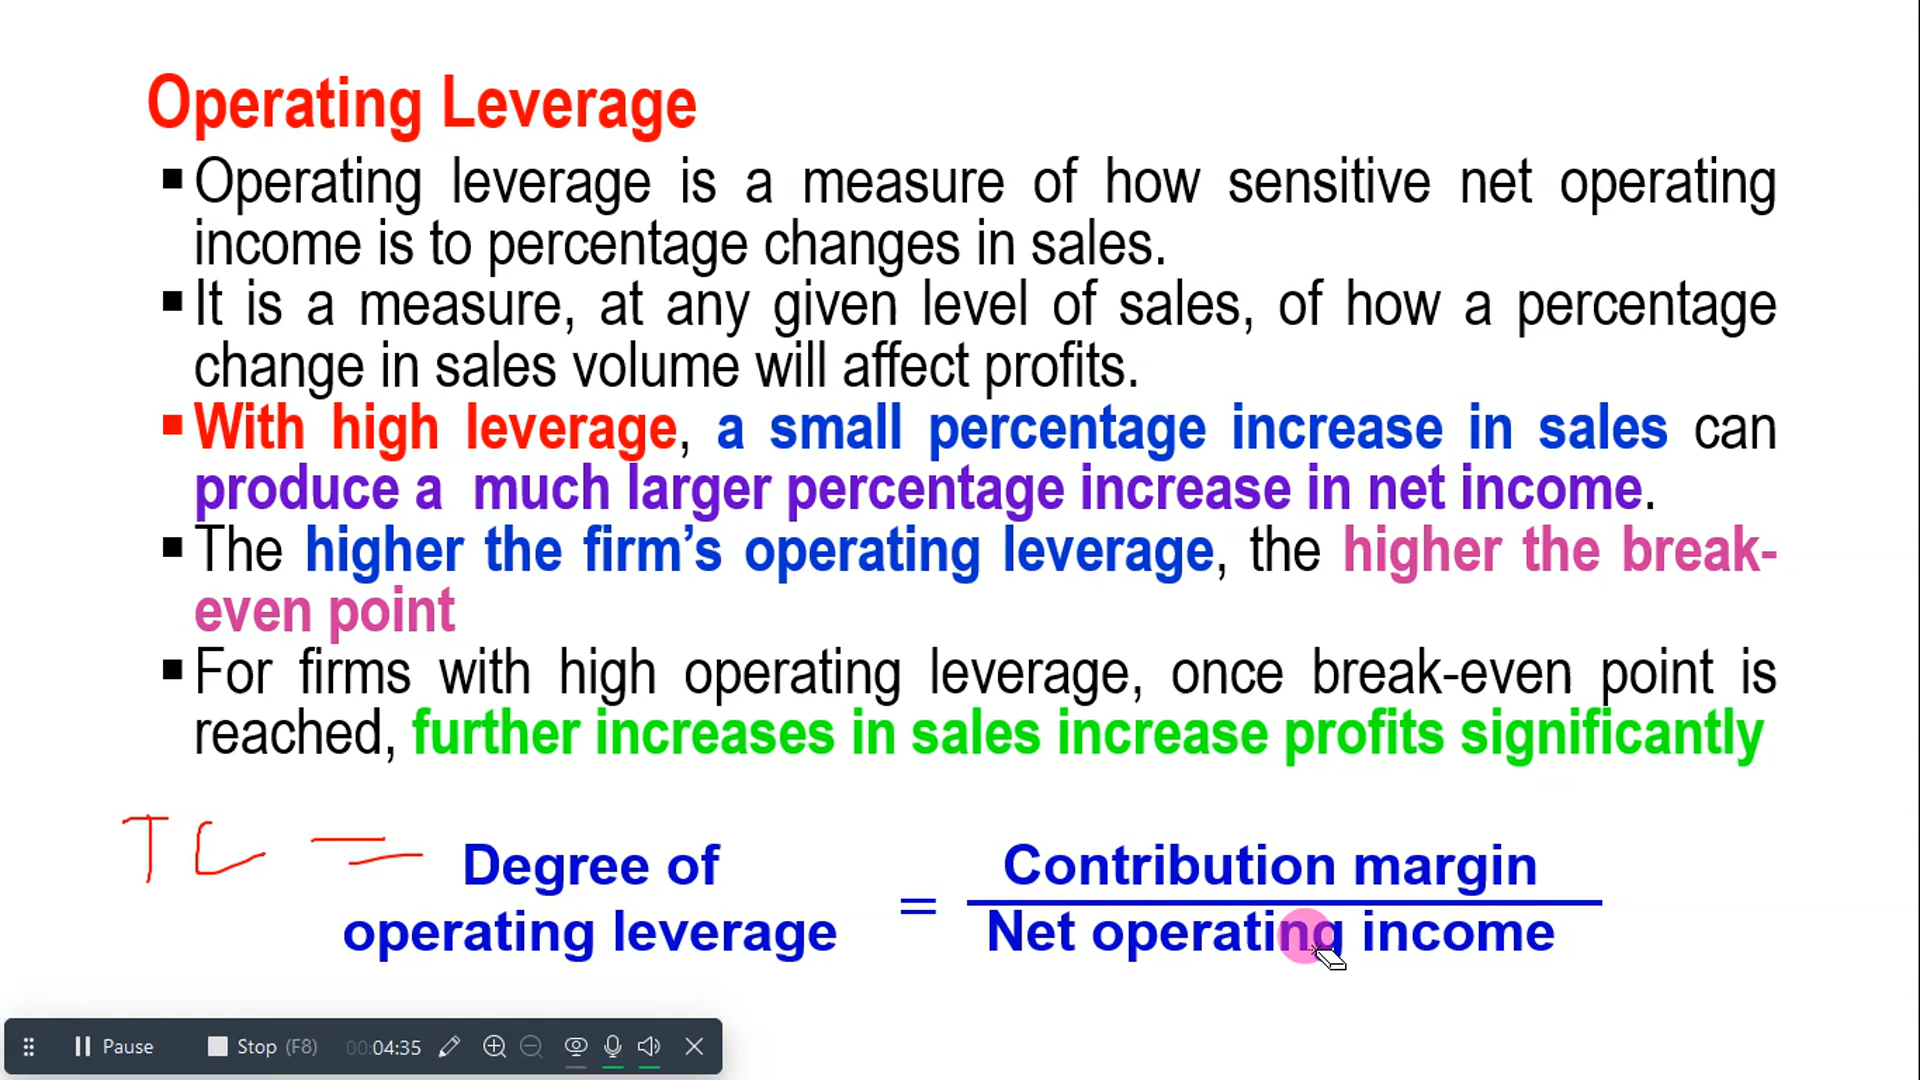 Operating Leverage
▪Operating leverage is a measure of how sensitive net operating
income is to percentage changes in sales.
▪It is a measure, at any given level of sales, of how a percentage
change in sales volume will affect profits.
▪With high leverage, a small percentage increase in sales can
produce a much larger percentage increase in net income.
▪The higher the firm’s operating leverage, the higher the break-
even point
▪For firms with high operating leverage, once break-even point is
reached, further increases in sales increase profits significantly
TC =
Degree of
operating leverage
=
Contribution margin
Net operating income
Pause Stop (F8) 00:04:35